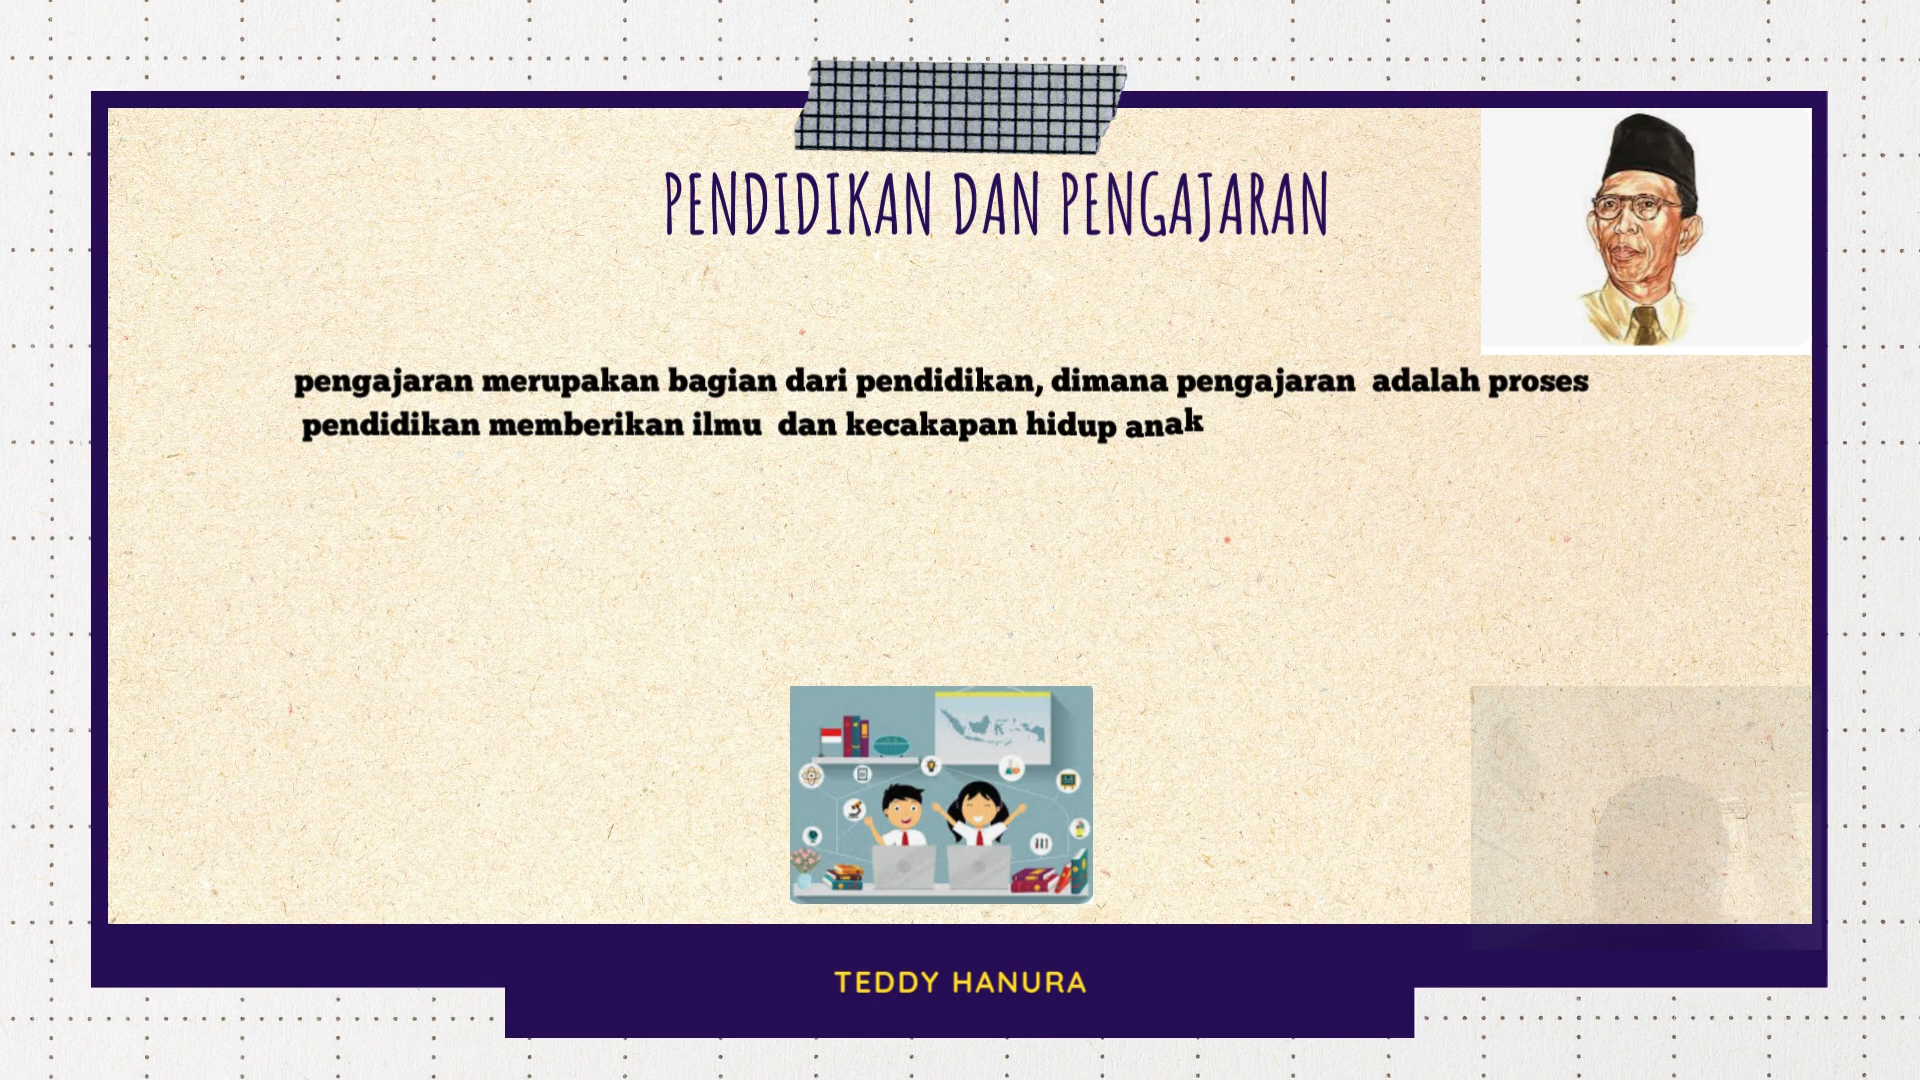 PENDIDIKAN DAN PENGAJARAN
pengajaran merupakan bagian dari pendidikan, dimana pengajaran adalah proses
pendidikan memberikan ilmu dan kecakapan hidup anak
TEDDY HANURA